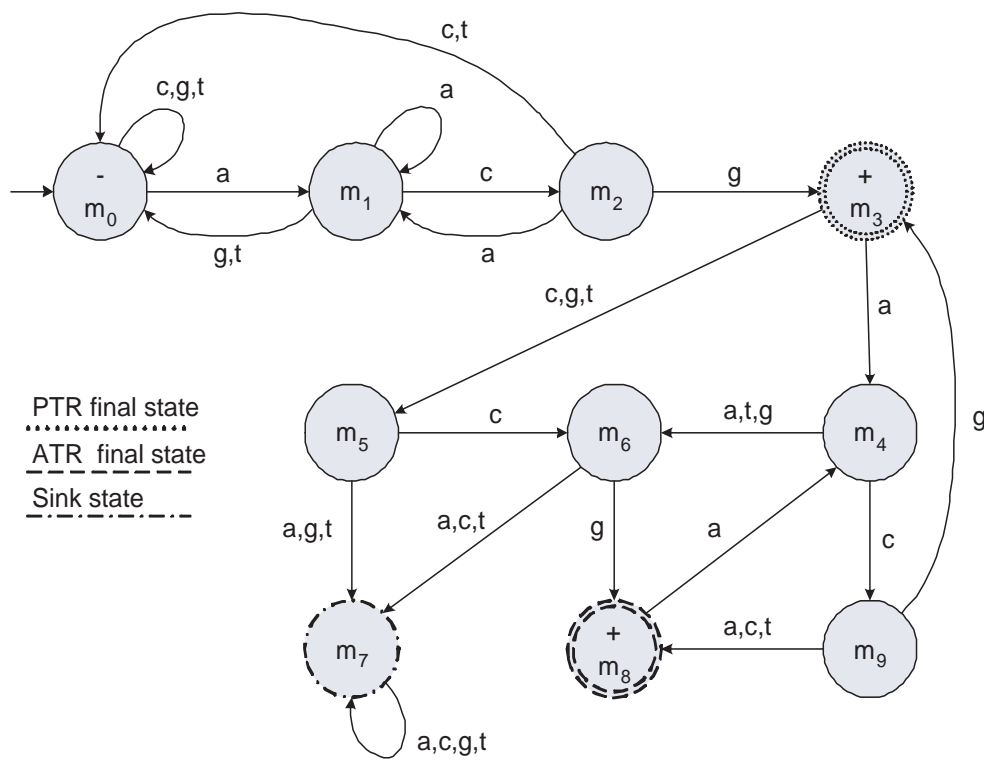 c,t
c,g,t
a
-
m0
a
m1
c
m2
g
+
m3
g,t
a
c,g,t
a
PTR final state
ATR final state
Sink state
m5
c
m6
a,t,g
m4
g
a,g,t
a,c,t
g
a
c
m7
+
m8
a,c,t
m9
a,c,g,t